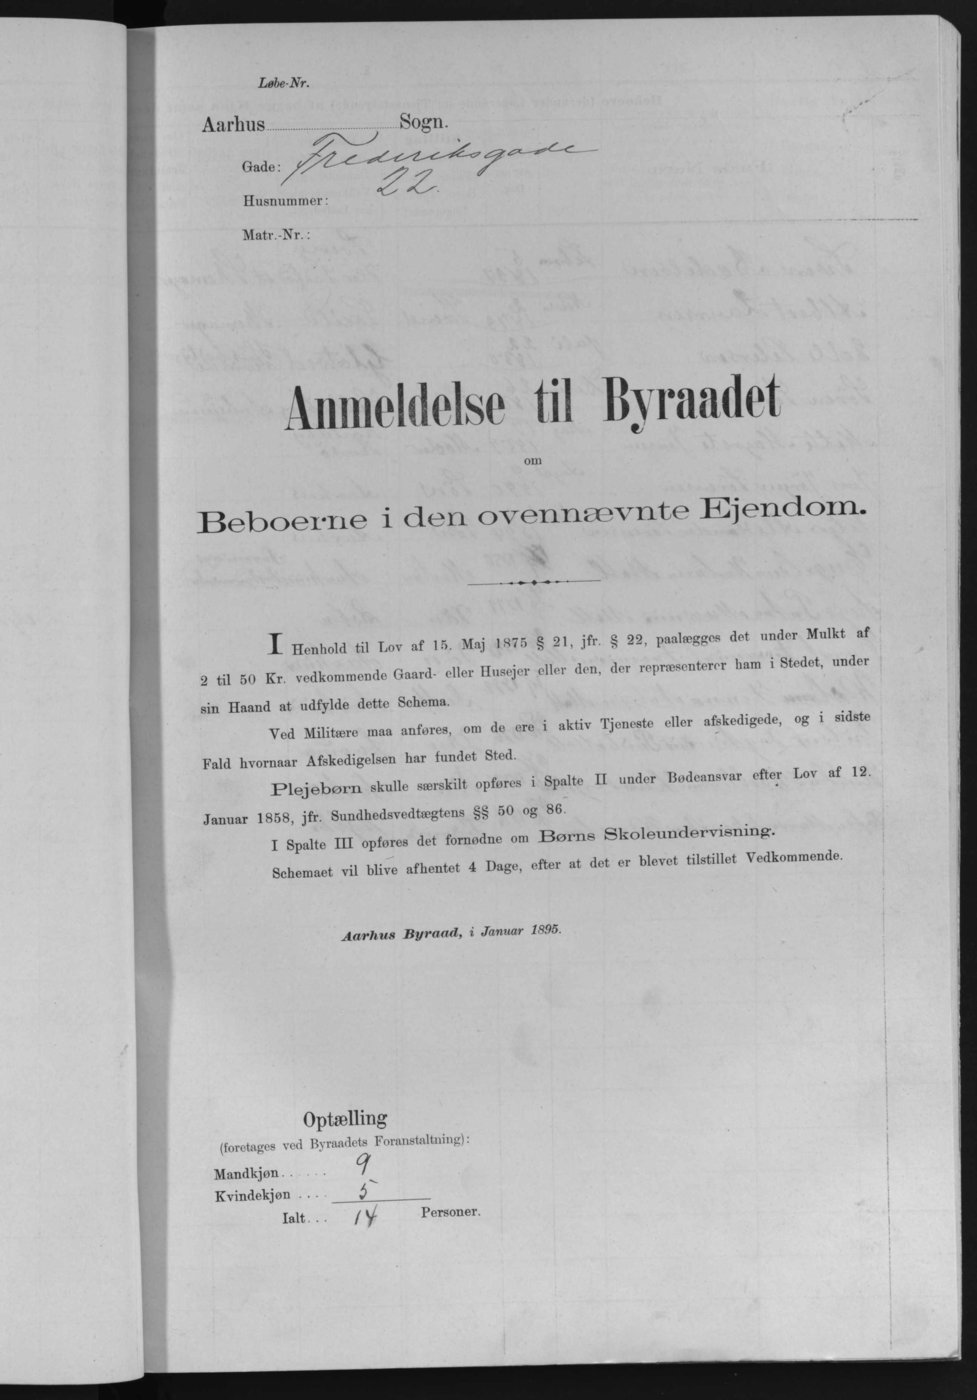 Løbe-Nr.
Aarhus Sogn.
Gade: Frederiksgade
Husnummer: 22.
Matr.-Nr.:
Anmeldelse til Byraadet
om
Beboerne i den ovennævnte Ejendom.
I Henhold til Lov af 15. Maj 1875 § 21, jfr. § 22, paalægges det under Mulkt af
2 til 50 Kr. vedkommende Gaard- eller Husejer eller den, der repræsenterer ham i Stedet, under
sin Haand at udfylde dette Schema.
Ved Militære maa anføres, om de ere i aktiv Tjeneste eller afskedigede, og i sidste
Fald hvornaar Afskedigelsen har fundet Sted.
Plejebørn skulle særskilt opføres i Spalte II under Bødeansvar efter Lov af 12.
Januar 1858, jfr. Sundhedsvedtægtens §§ 50 og 86.
I Spalte III opføres det fornødne om Børns Skoleundervisning.
Schemaet vil blive afhentet 4 Dage, efter at det er blevet tilstillet Vedkommende.
Aarhus Byraad, i Januar 1895.
Optælling
(foretages ved Byraadets Foranstaltning):
Mandkjøn...... 9
Kvindekjøn .... 5
Ialt... 14 Personer.